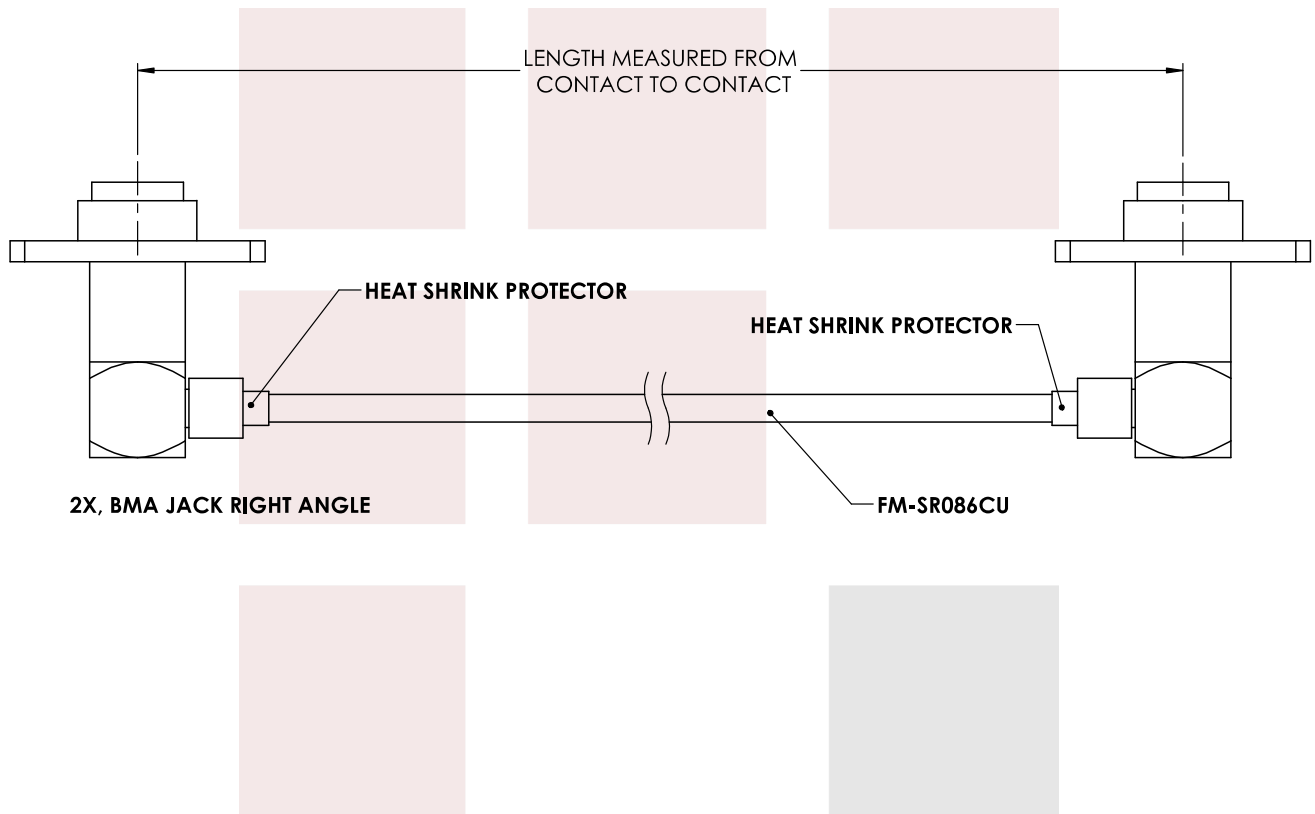 LENGTH MEASURED FROM
CONTACT TO CONTACT
HEAT SHRINK PROTECTOR
HEAT SHRINK PROTECTOR
2X, BMA JACK RIGHT ANGLE
FM-SR086CU